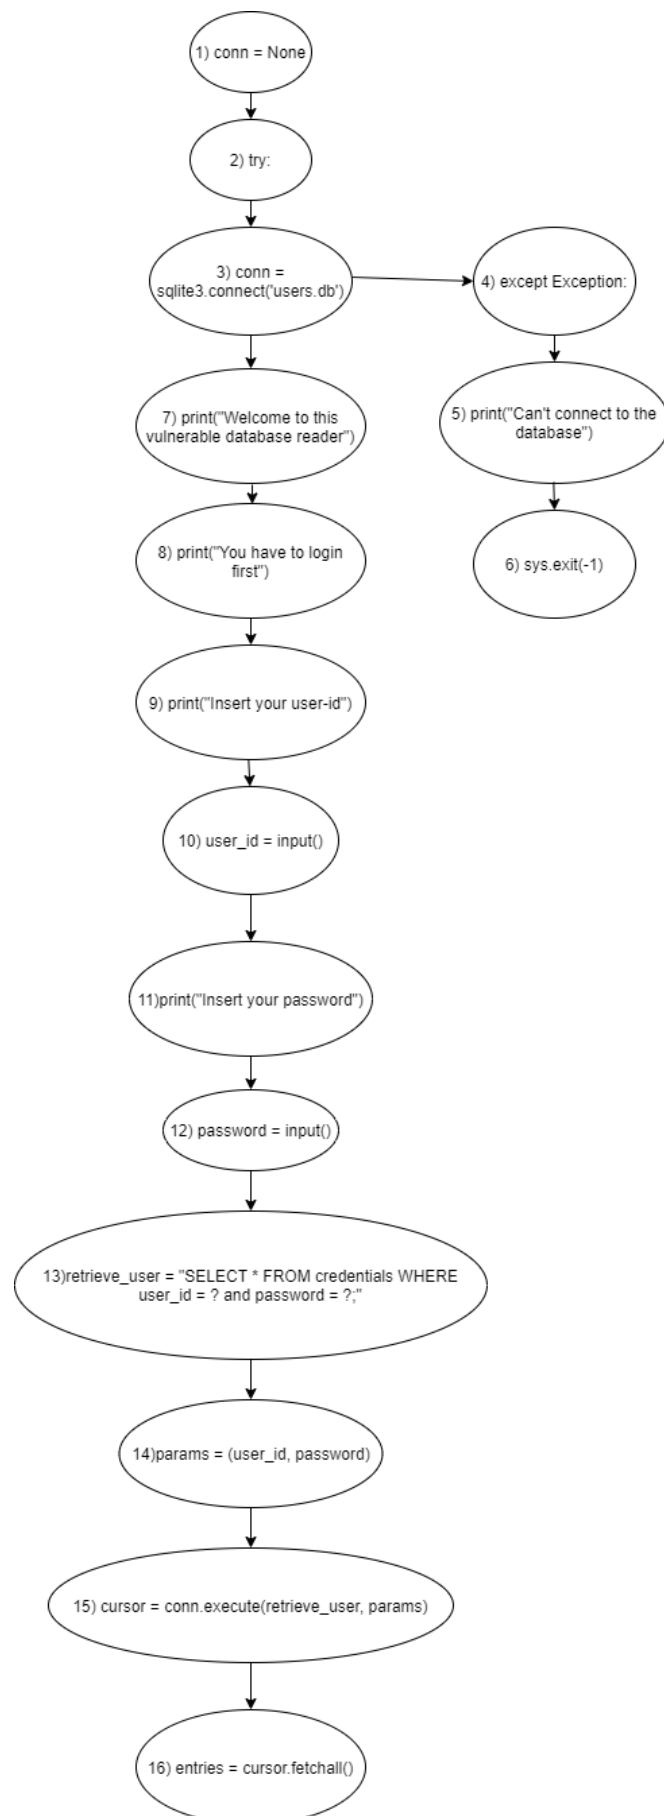 1) conn = None
2) try:
3) conn =
sqlite3.connect('users.db')
4) except Exception:
5) print("Can't connect to the
database")
6) sys.exit(-1)
7) print("Welcome to this
vulnerable database reader")
8) print("You have to login
first")
9) print("Insert your user-id")
10) user_id = input()
11)print("Insert your password")
12) password = input()
13)retrieve_user = "SELECT * FROM credentials WHERE
user_id = ? and password = ?;"
14)params = (user_id, password)
15) cursor = conn.execute(retrieve_user, params)
16) entries = cursor.fetchall()